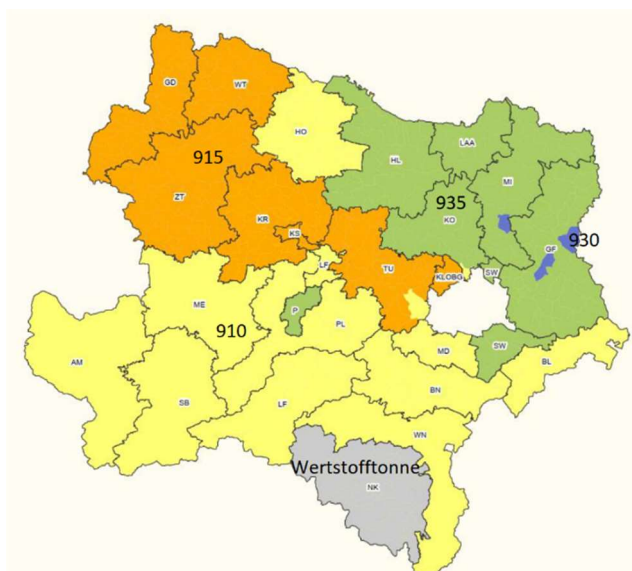 GD
WT
HO
LAA
HL
MI
915
ZT
935
KR
KO
KS
930
GF
LF
TU
KLOBG
SW
ME
P
910
PL
MD
SW
BL
AM
SB
LF
BN
WN
Wertstofftonne
NK